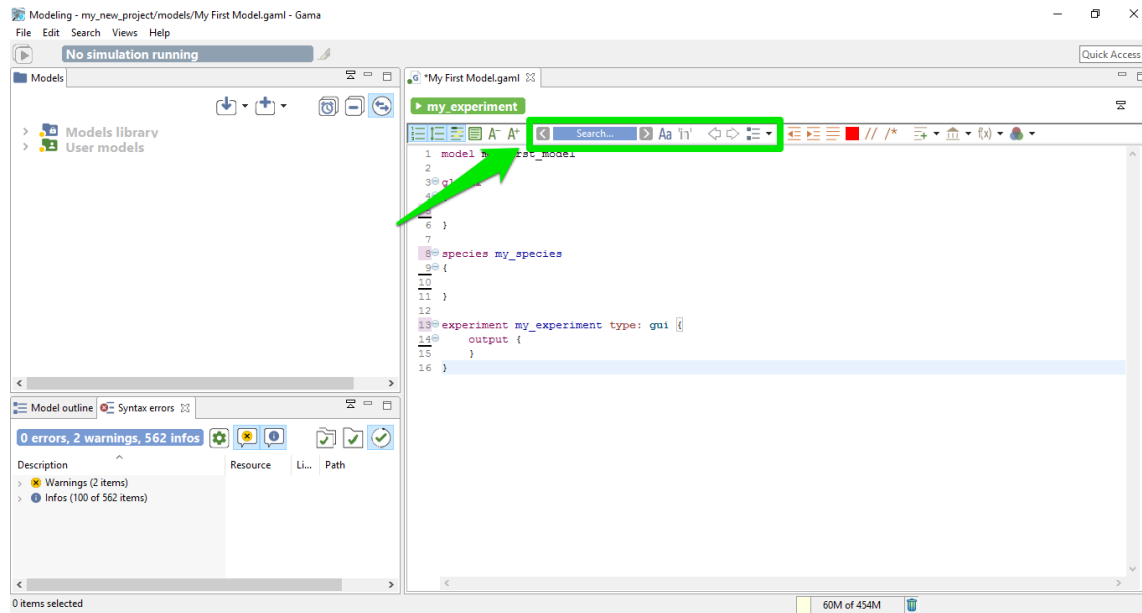 Modeling - my_new_project/models/My First Model.gaml - Gama
File Edit Search Views Help
No simulation running
Quick Access
Models
*My First Model.gaml
my_experiment
A⁻ A⁺ Search... Aa 'in' // /* f(x)
Models library
User models
1 model
2
3
6 }
7
8 species my_species
9 {
10
11 }
12
13 experiment my_experiment type: gui {
14 output {
15 }
16 }
Model outline Syntax errors
0 errors, 2 warnings, 562 infos
Description Resource Li... Path
Warnings (2 items)
Infos (100 of 562 items)
0 items selected
60M of 454M